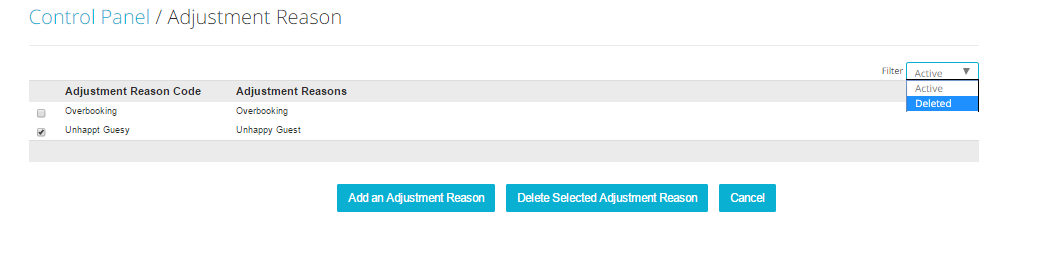 Control Panel / Adjustment Reason
Filter Active
Active
Deleted
Adjustment Reason Code Adjustment Reasons
Overbooking Overbooking
Unhappt Guesy Unhappy Guest
Add an Adjustment Reason Delete Selected Adjustment Reason Cancel